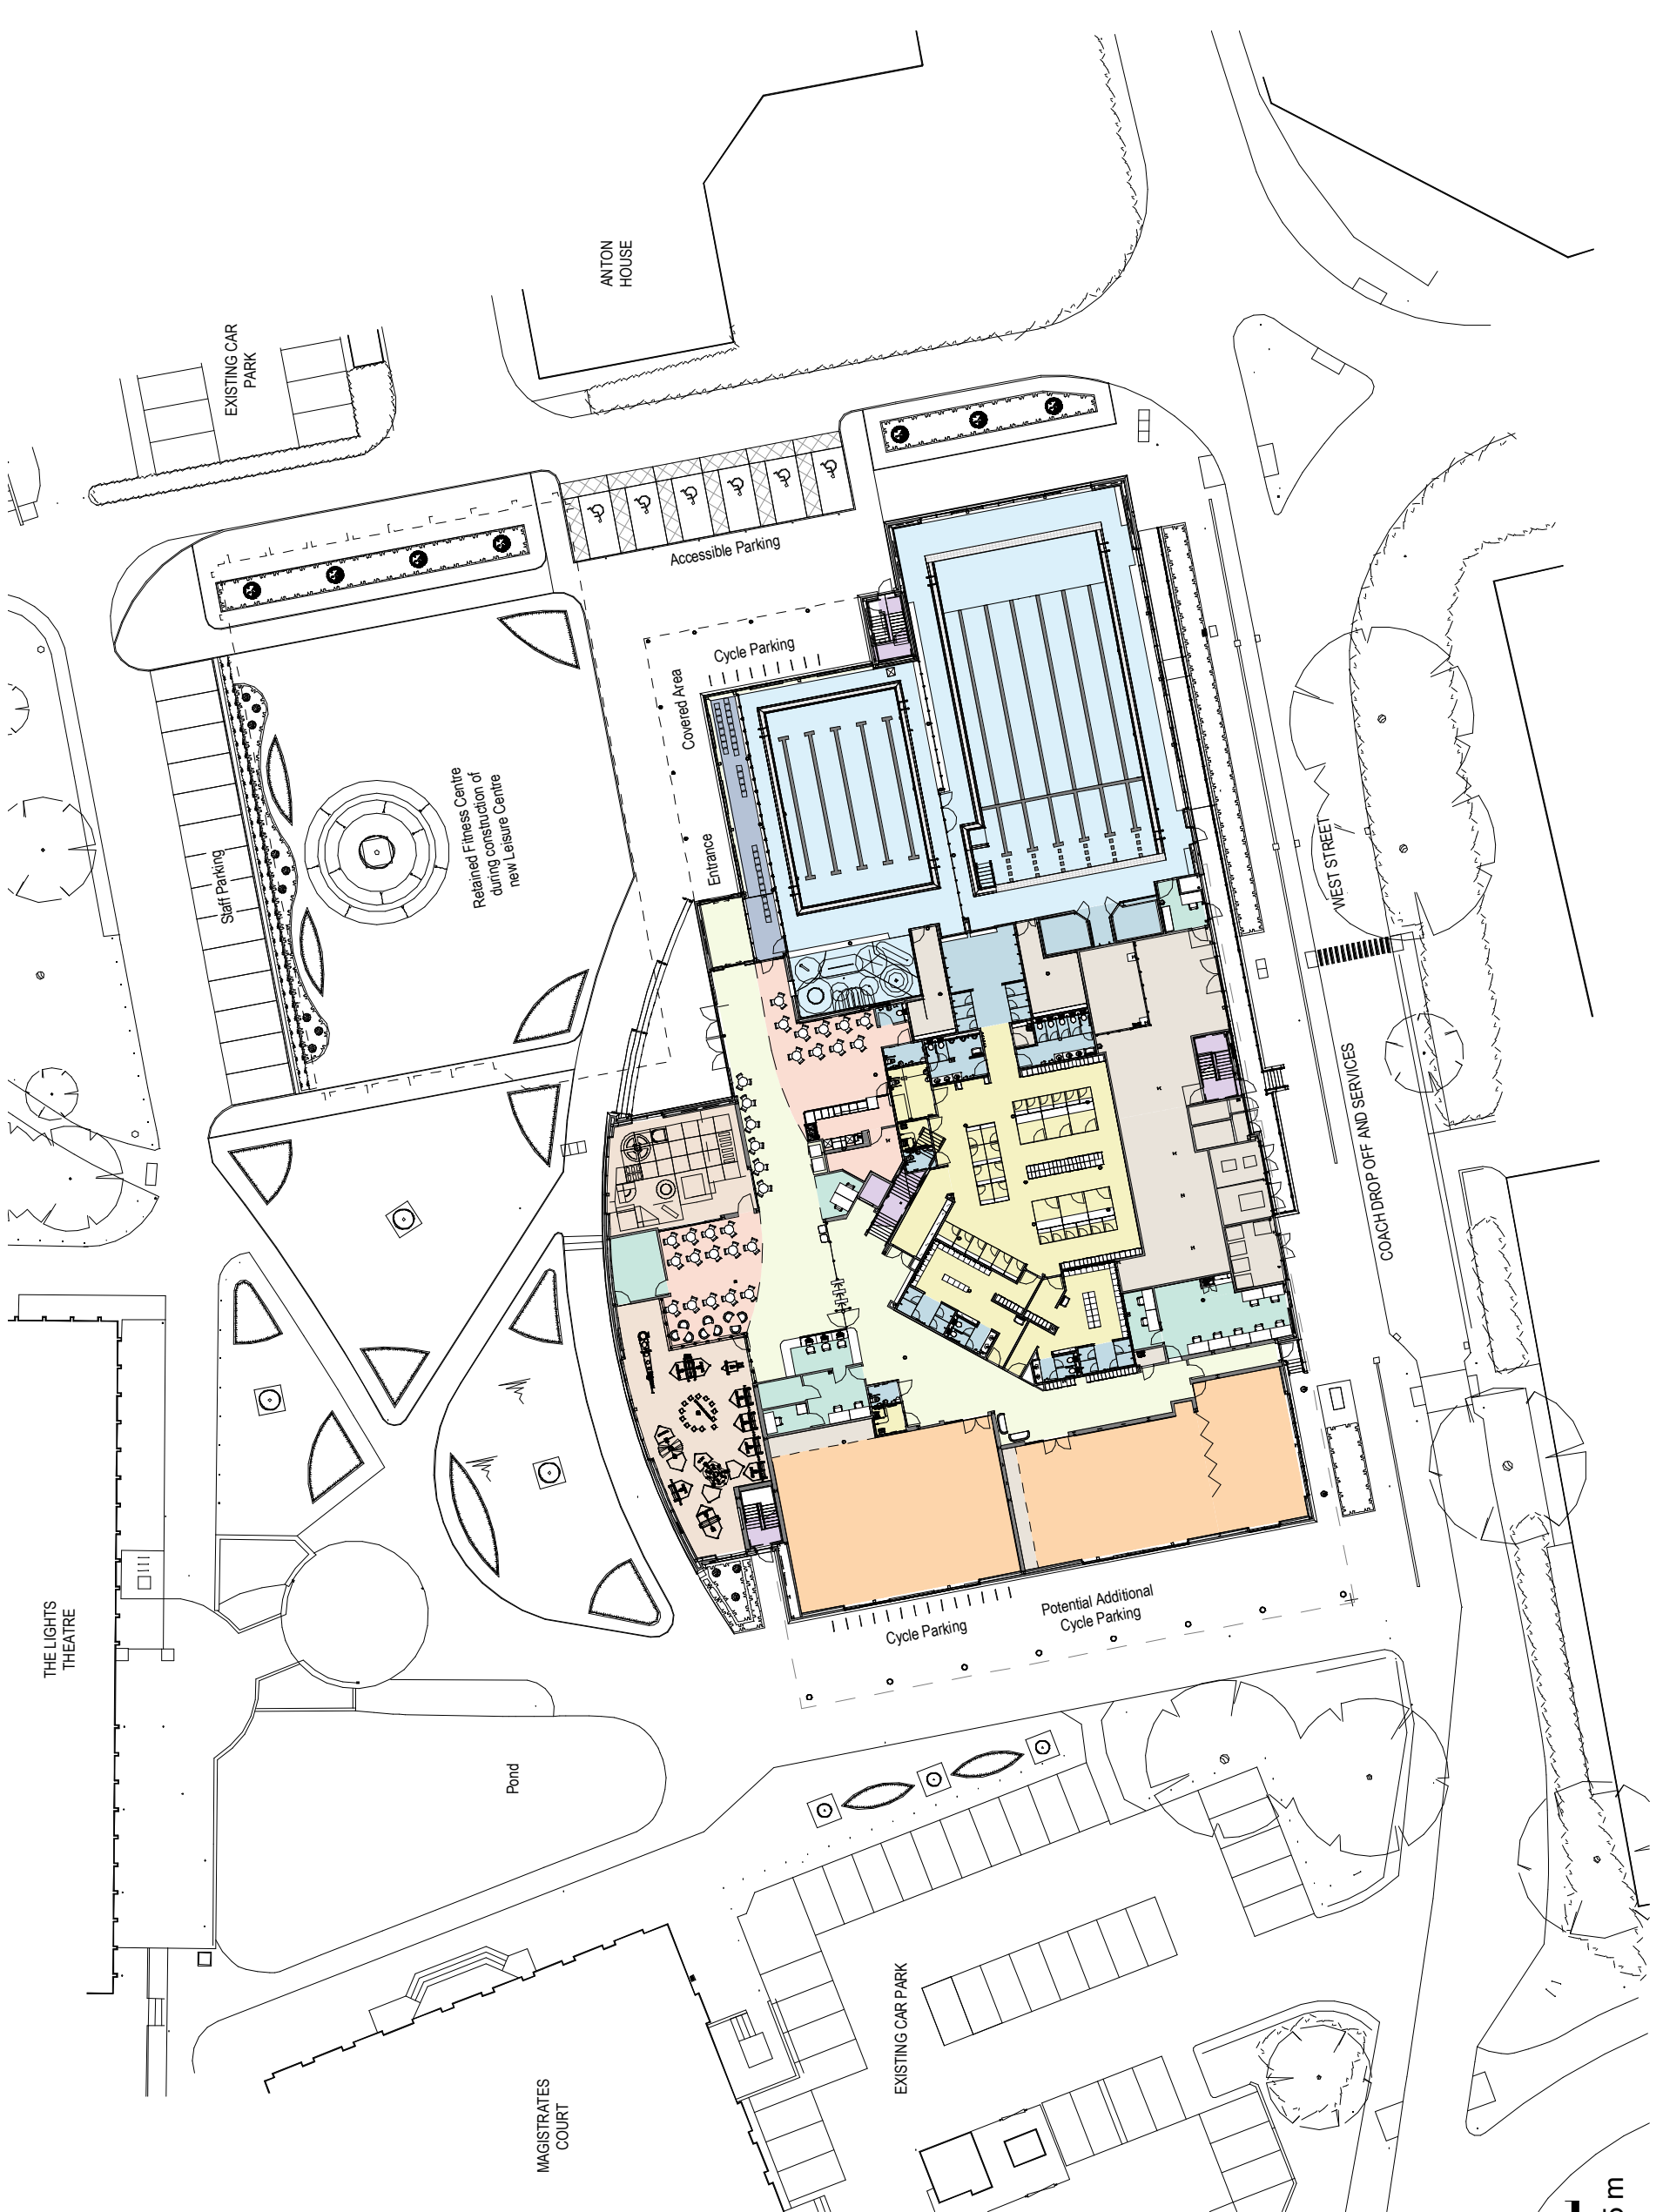 ANTON
HOUSE
EXISTING CAR
PARK
Accessible Parking
Cycle Parking
Covered Area
Entrance
Retained Fitness Centre
during construction of
new Leisure Centre
Staff Parking
WEST STREET
COACH DROP OFF AND SERVICES
THE LIGHTS
THEATRE
Cycle Parking
Potential Additional
Cycle Parking
Pond
EXISTING CAR PARK
MAGISTRATES
COURT